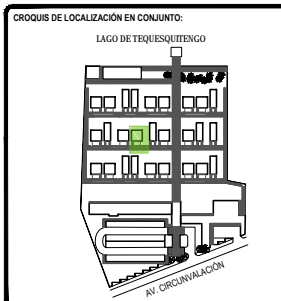 CROQUIS DE LOCALIZACIÓN EN CONJUNTO:
LAGO DE TEQUESQUITENGO
AV. CIRCUNVALACIÓN